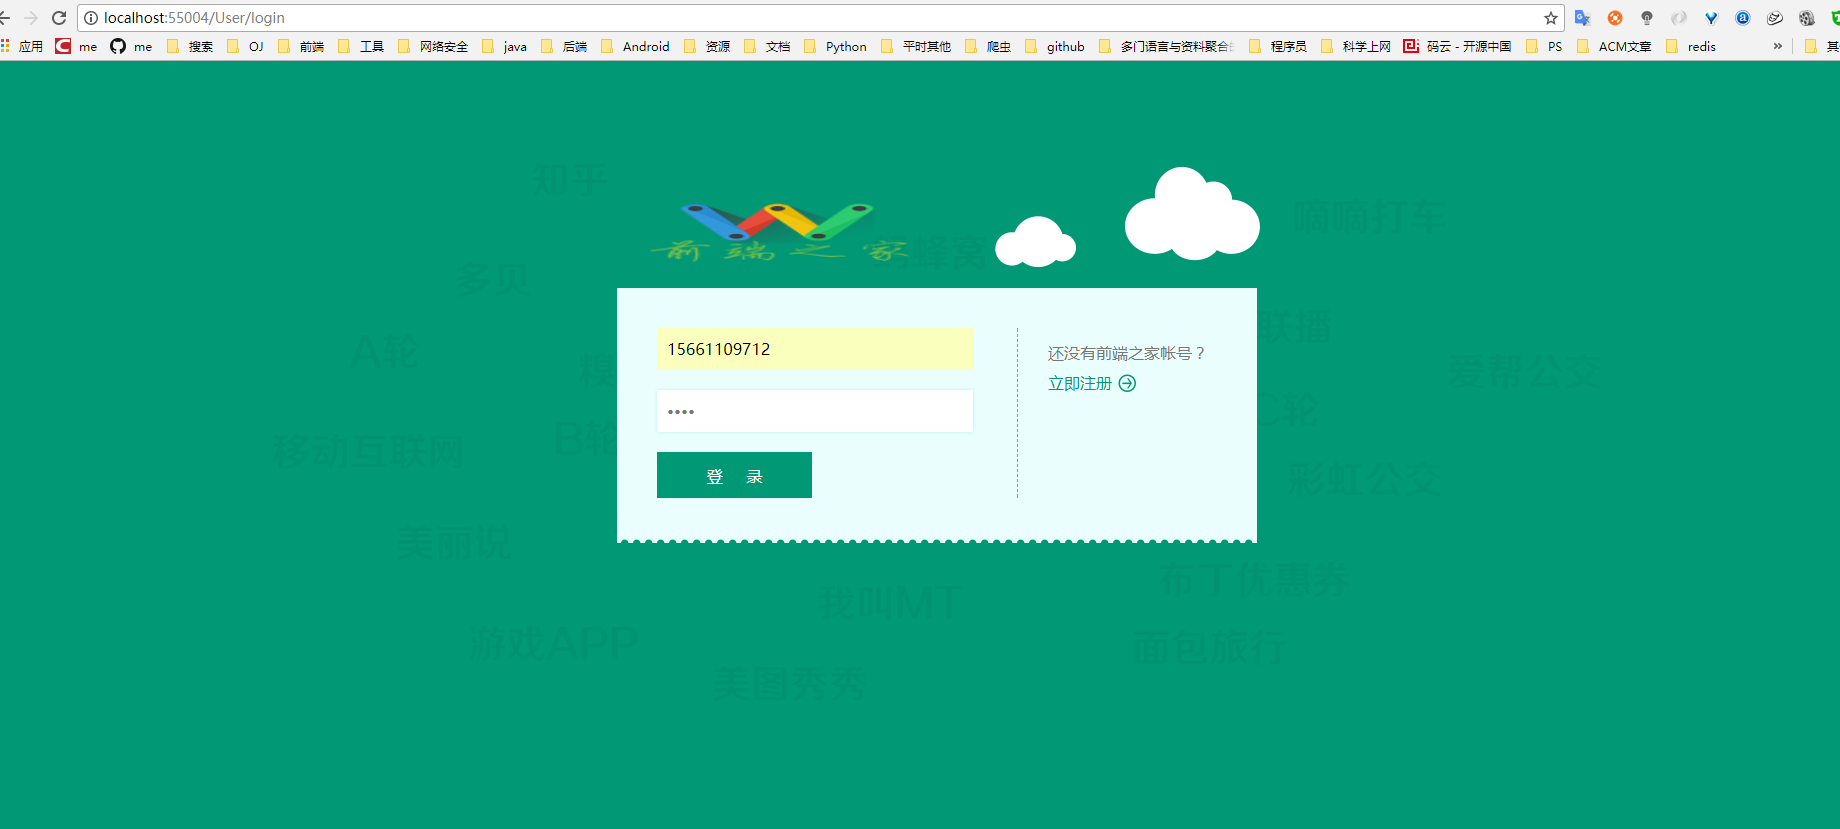 localhost:55004/User/login
应用 me me 搜索 OJ 前端 工具 网络安全 java 后端 Android 资源 文档 Python 平时其他 爬虫 github 多门语言与资料聚合 程序员 科学上网 码云 - 开源中国 PS ACM文章 redis »
知乎
嘀嘀打车
前端之家
蜂窝
多贝
联播
15661109712
A轮
糗
还没有前端之家帐号？
爱帮公交
立即注册
••••
C轮
B轮
移动互联网
登 录
彩虹公交
美丽说
布丁优惠券
我叫MT
游戏APP
面包旅行
美图秀秀